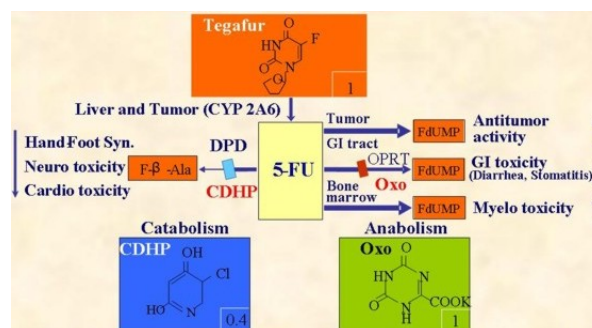 Tegafur
O
F
HN
O
N
O
1
Liver and Tumor (CYP 2A6)
Hand-Foot Syn.
Neuro toxicity
Cardio toxicity
F-β -Ala
DPD
CDHP
5-FU
Tumor
GI tract
FdUMP
Antitumor
activity
OPRT
Oxo
FdUMP
GI toxicity
(Diarrhea, Stomatitis)
Bone
marrow
FdUMP
Myelo toxicity
Catabolism
CDHP
OH
Cl
HO
N
0.4
Anabolism
Oxo
O
HN
N
O
N
H
COOK
1